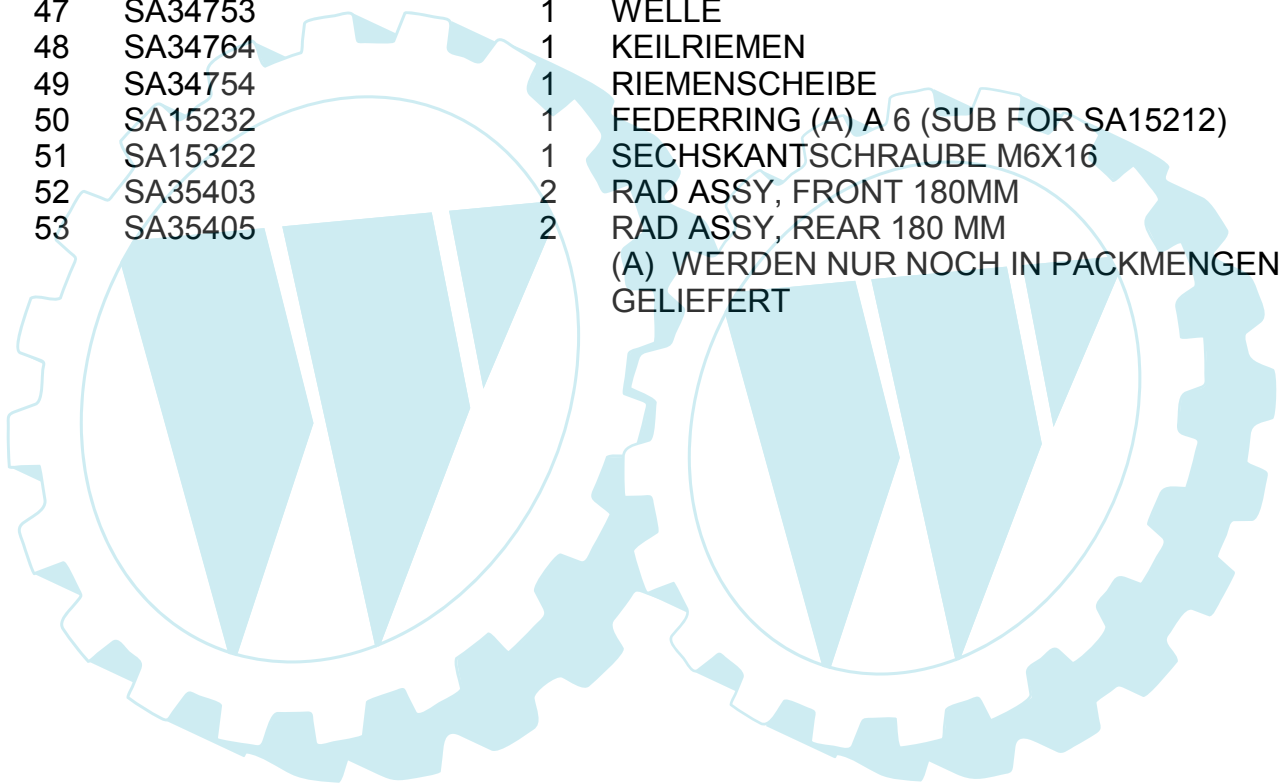 47 SA34753 1 WELLE
48 SA34764 1 KEILRIEMEN
49 SA34754 1 RIEMENSCHEIBE
50 SA15232 1 FEDERRING (A) A 6 (SUB FOR SA15212)
51 SA15322 1 SECHSKANTSCHRAUBE M6X16
52 SA35403 2 RAD ASSY, FRONT 180MM
53 SA35405 2 RAD ASSY, REAR 180 MM
(A) WERDEN NUR NOCH IN PACKMENGEN
GELIEFERT